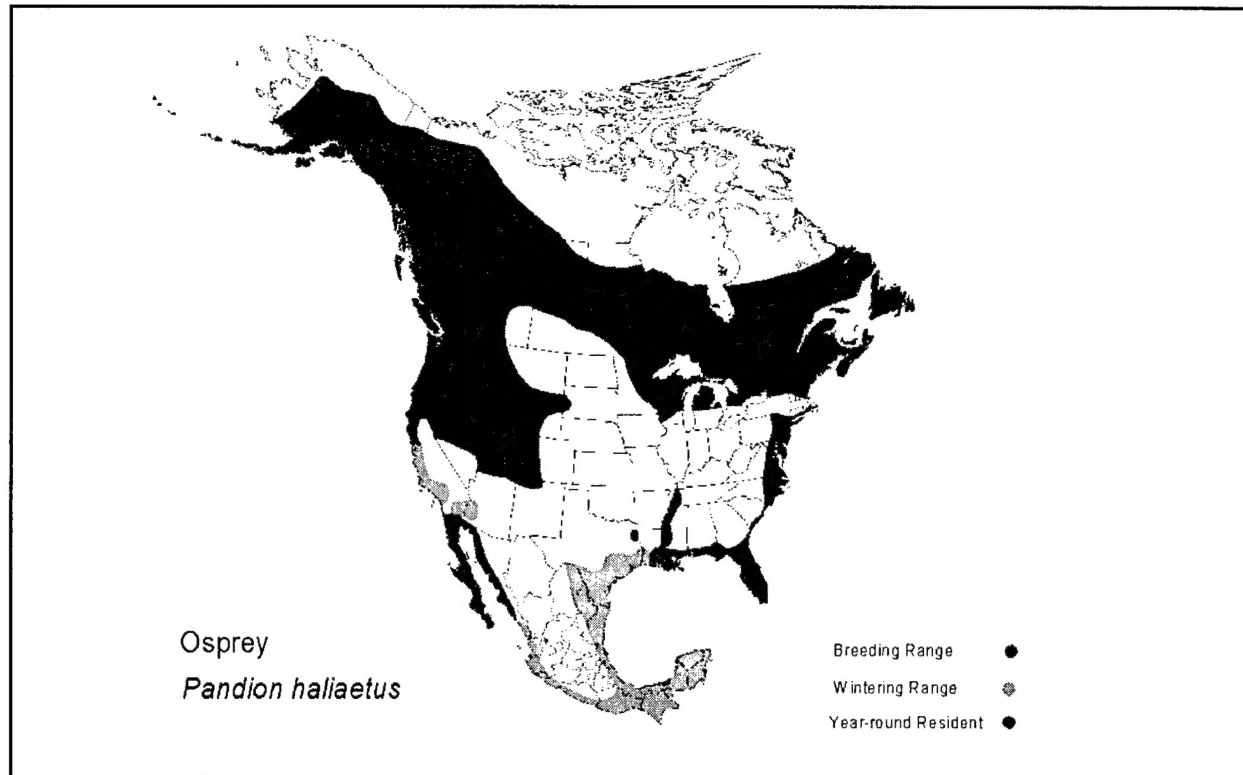 Osprey
Pandion haliaetus
Breeding Range
Wintering Range
Year-round Resident